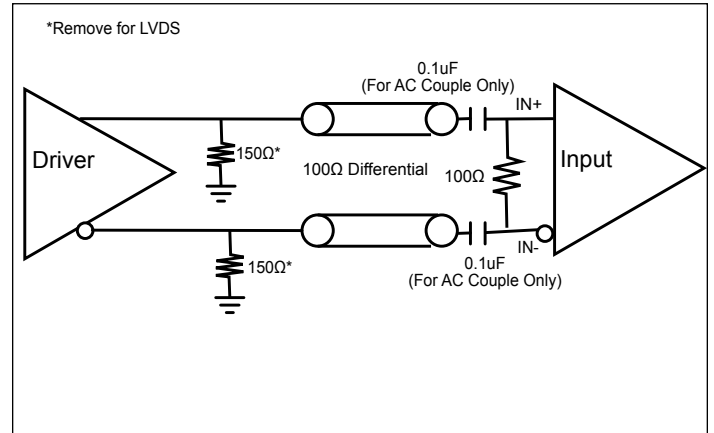 *Remove for LVDS
0.1uF
(For AC Couple Only)
IN+
Driver
150Ω*
100Ω Differential
100Ω
Input
IN-
150Ω*
0.1uF
(For AC Couple Only)